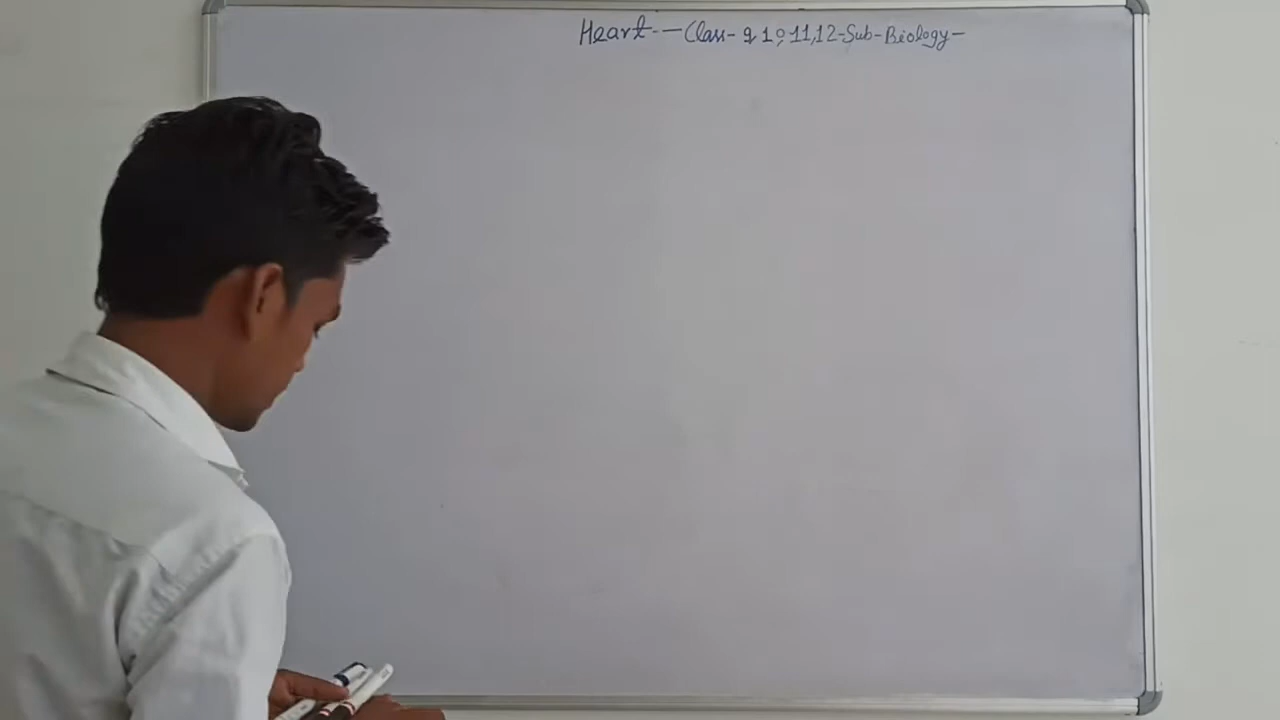 Heart-—Class- 9 10, 11,12-Sub-Biology-